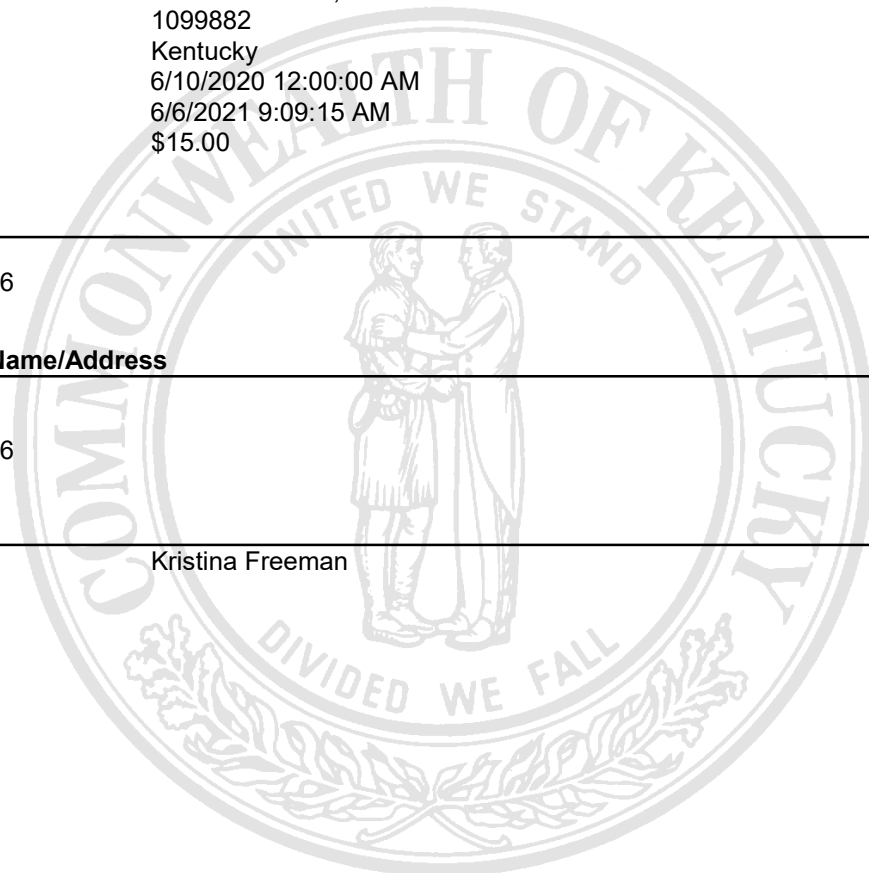 1099882
Kentucky
6/10/2020 12:00:00 AM
6/6/2021 9:09:15 AM
$15.00
COMMONWEALTH OF KENTUCKY
UNITED WE STAND
6
Name/Address
6
Kristina Freeman
DIVIDED WE FALL